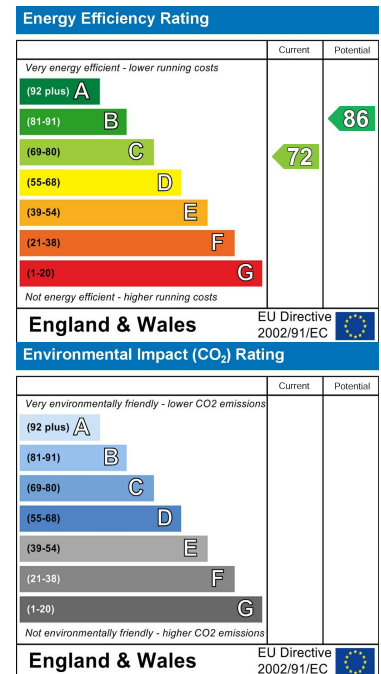 Energy Efficiency Rating
Current Potential
Very energy efficient - lower running costs
(92 plus) A
(81-91) B
86
(69-80) C
72
(55-68) D
(39-54) E
(21-38) F
(1-20) G
Not energy efficient - higher running costs
England & Wales
EU Directive
2002/91/EC
Environmental Impact (CO₂) Rating
Current Potential
Very environmentally friendly - lower CO2 emissions
(92 plus) A
(81-91) B
(69-80) C
(55-68) D
(39-54) E
(21-38) F
(1-20) G
Not environmentally friendly - higher CO2 emissions
England & Wales
EU Directive
2002/91/EC